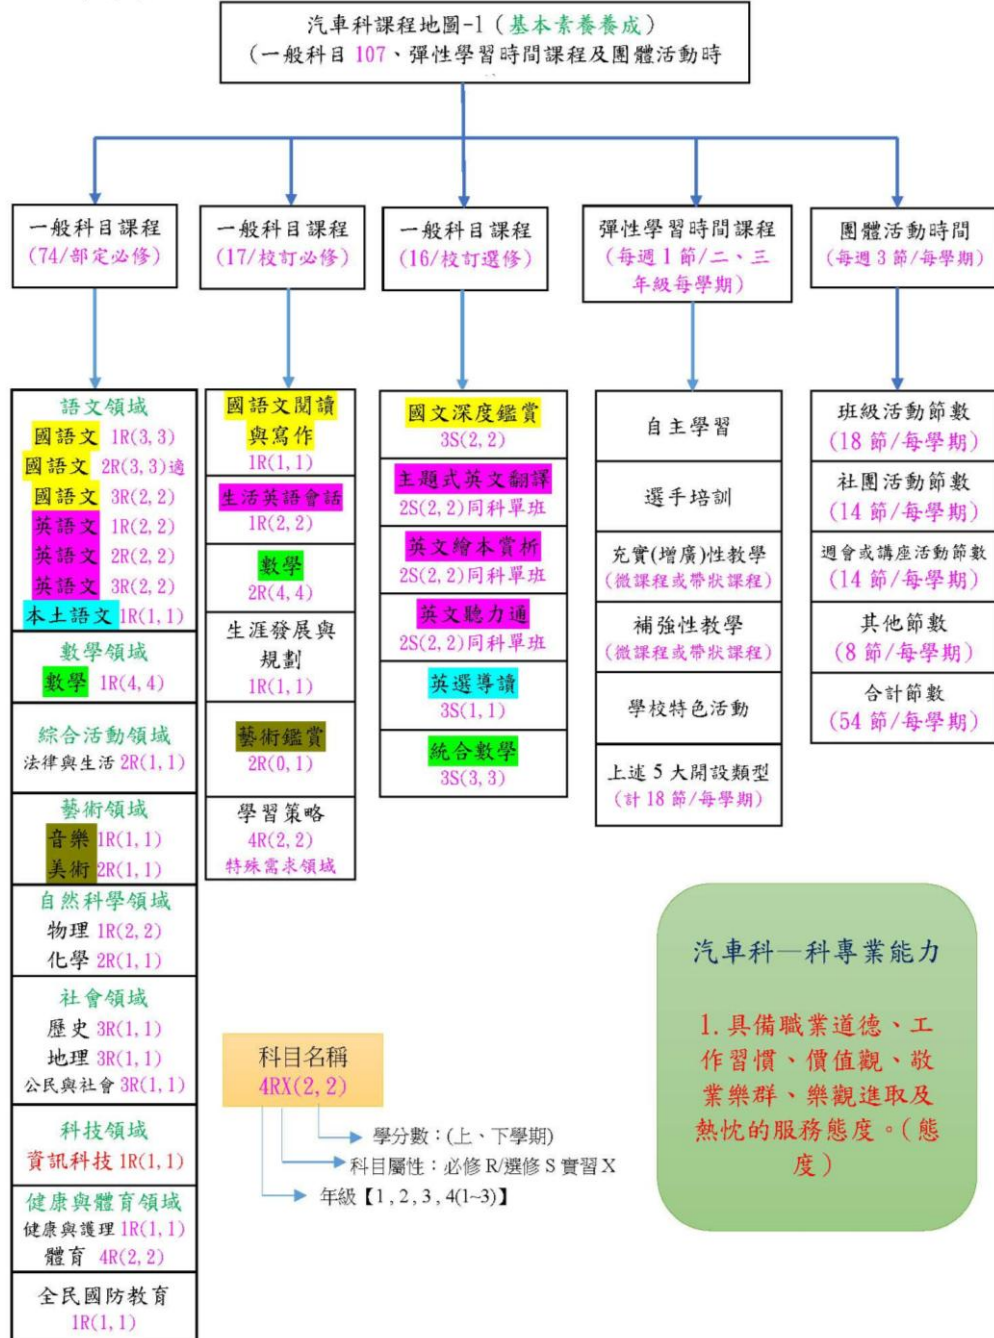 汽車科課程地圖-1（基本素養養成）
(一般科目 107、彈性學習時間課程及團體活動時
一般科目課程
(74/部定必修)
一般科目課程
(17/校訂必修)
一般科目課程
(16/校訂選修)
彈性學習時間課程
(每週 1 節/二、三
年級每學期)
團體活動時間
(每週 3 節/每學期)
語文領域
國語文 1R(3,3)
國語文 2R(3,3)適
國語文 3R(2,2)
英語文 1R(2,2)
英語文 2R(2,2)
英語文 3R(2,2)
本土語文 1R(1,1)
數學領域
數學 1R(4,4)
綜合活動領域
法律與生活 2R(1,1)
藝術領域
音樂 1R(1,1)
美術 2R(1,1)
自然科學領域
物理 1R(2,2)
化學 2R(1,1)
社會領域
歷史 3R(1,1)
地理 3R(1,1)
公民與社會 3R(1,1)
科技領域
資訊科技 1R(1,1)
健康與體育領域
健康與護理 1R(1,1)
體育 4R(2,2)
全民國防教育
1R(1,1)
國語文閱讀
與寫作
1R(1,1)
生活英語會話
1R(2,2)
數學
2R(4,4)
生涯發展與
規劃
1R(1,1)
藝術鑑賞
2R(0,1)
學習策略
4R(2,2)
特殊需求領域
國文深度鑑賞
3S(2,2)
主題式英文翻譯
2S(2,2)同科單班
英文繪本賞析
2S(2,2)同科單班
英文聽力通
2S(2,2)同科單班
英選導讀
3S(1,1)
統合數學
3S(3,3)
自主學習
選手培訓
充實(增廣)性教學
(微課程或帶狀課程)
補強性教學
(微課程或帶狀課程)
學校特色活動
上述 5 大開設類型
(計 18 節/每學期)
班級活動節數
(18 節/每學期)
社團活動節數
(14 節/每學期)
週會或講座活動節數
(14 節/每學期)
其他節數
(8 節/每學期)
合計節數
(54 節/每學期)
科目名稱
4RX(2,2)
學分數：(上、下學期)
科目屬性：必修 R/選修 S 實習 X
年級【1,2,3,4(1~3)】
汽車科—科專業能力
1.具備職業道德、工
作習慣、價值觀、敬
業樂群、樂觀進取及
熱忱的服務態度。(態
度)